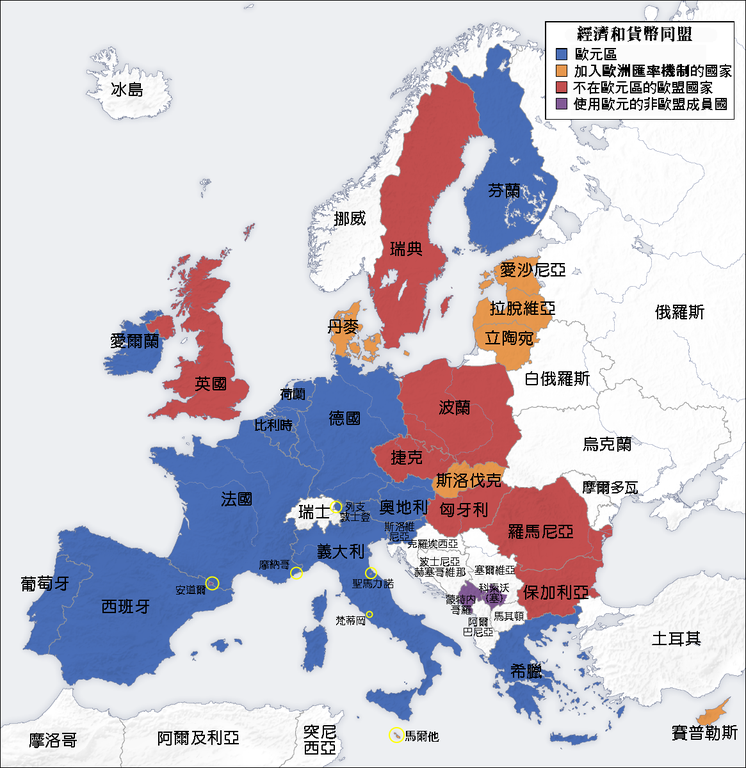 經濟和貨幣同盟
歐元區
加入歐洲匯率機制的國家
不在歐元區的歐盟國家
使用歐元的非歐盟成員國
冰島
芬蘭
挪威
瑞典
愛沙尼亞
拉脫維亞
俄羅斯
丹麥
立陶宛
愛爾蘭
英國
白俄羅斯
荷蘭
波蘭
德國
比利時
烏克蘭
捷克
斯洛伐克
摩爾多瓦
法國
瑞士
列支
敦士登
奧地利
匈牙利
斯洛維
尼亞
羅馬尼亞
克羅埃西亞
義大利
摩納哥
波士尼亞
赫塞哥維那
塞爾維亞
聖馬力諾
葡萄牙
安道爾
西班牙
科索沃
(塞)
保加利亞
蒙特內
哥羅
梵蒂岡
馬其頓
阿爾
巴尼亞
土耳其
希臘
賽普勒斯
馬爾他
摩洛哥
阿爾及利亞
突尼
西亞